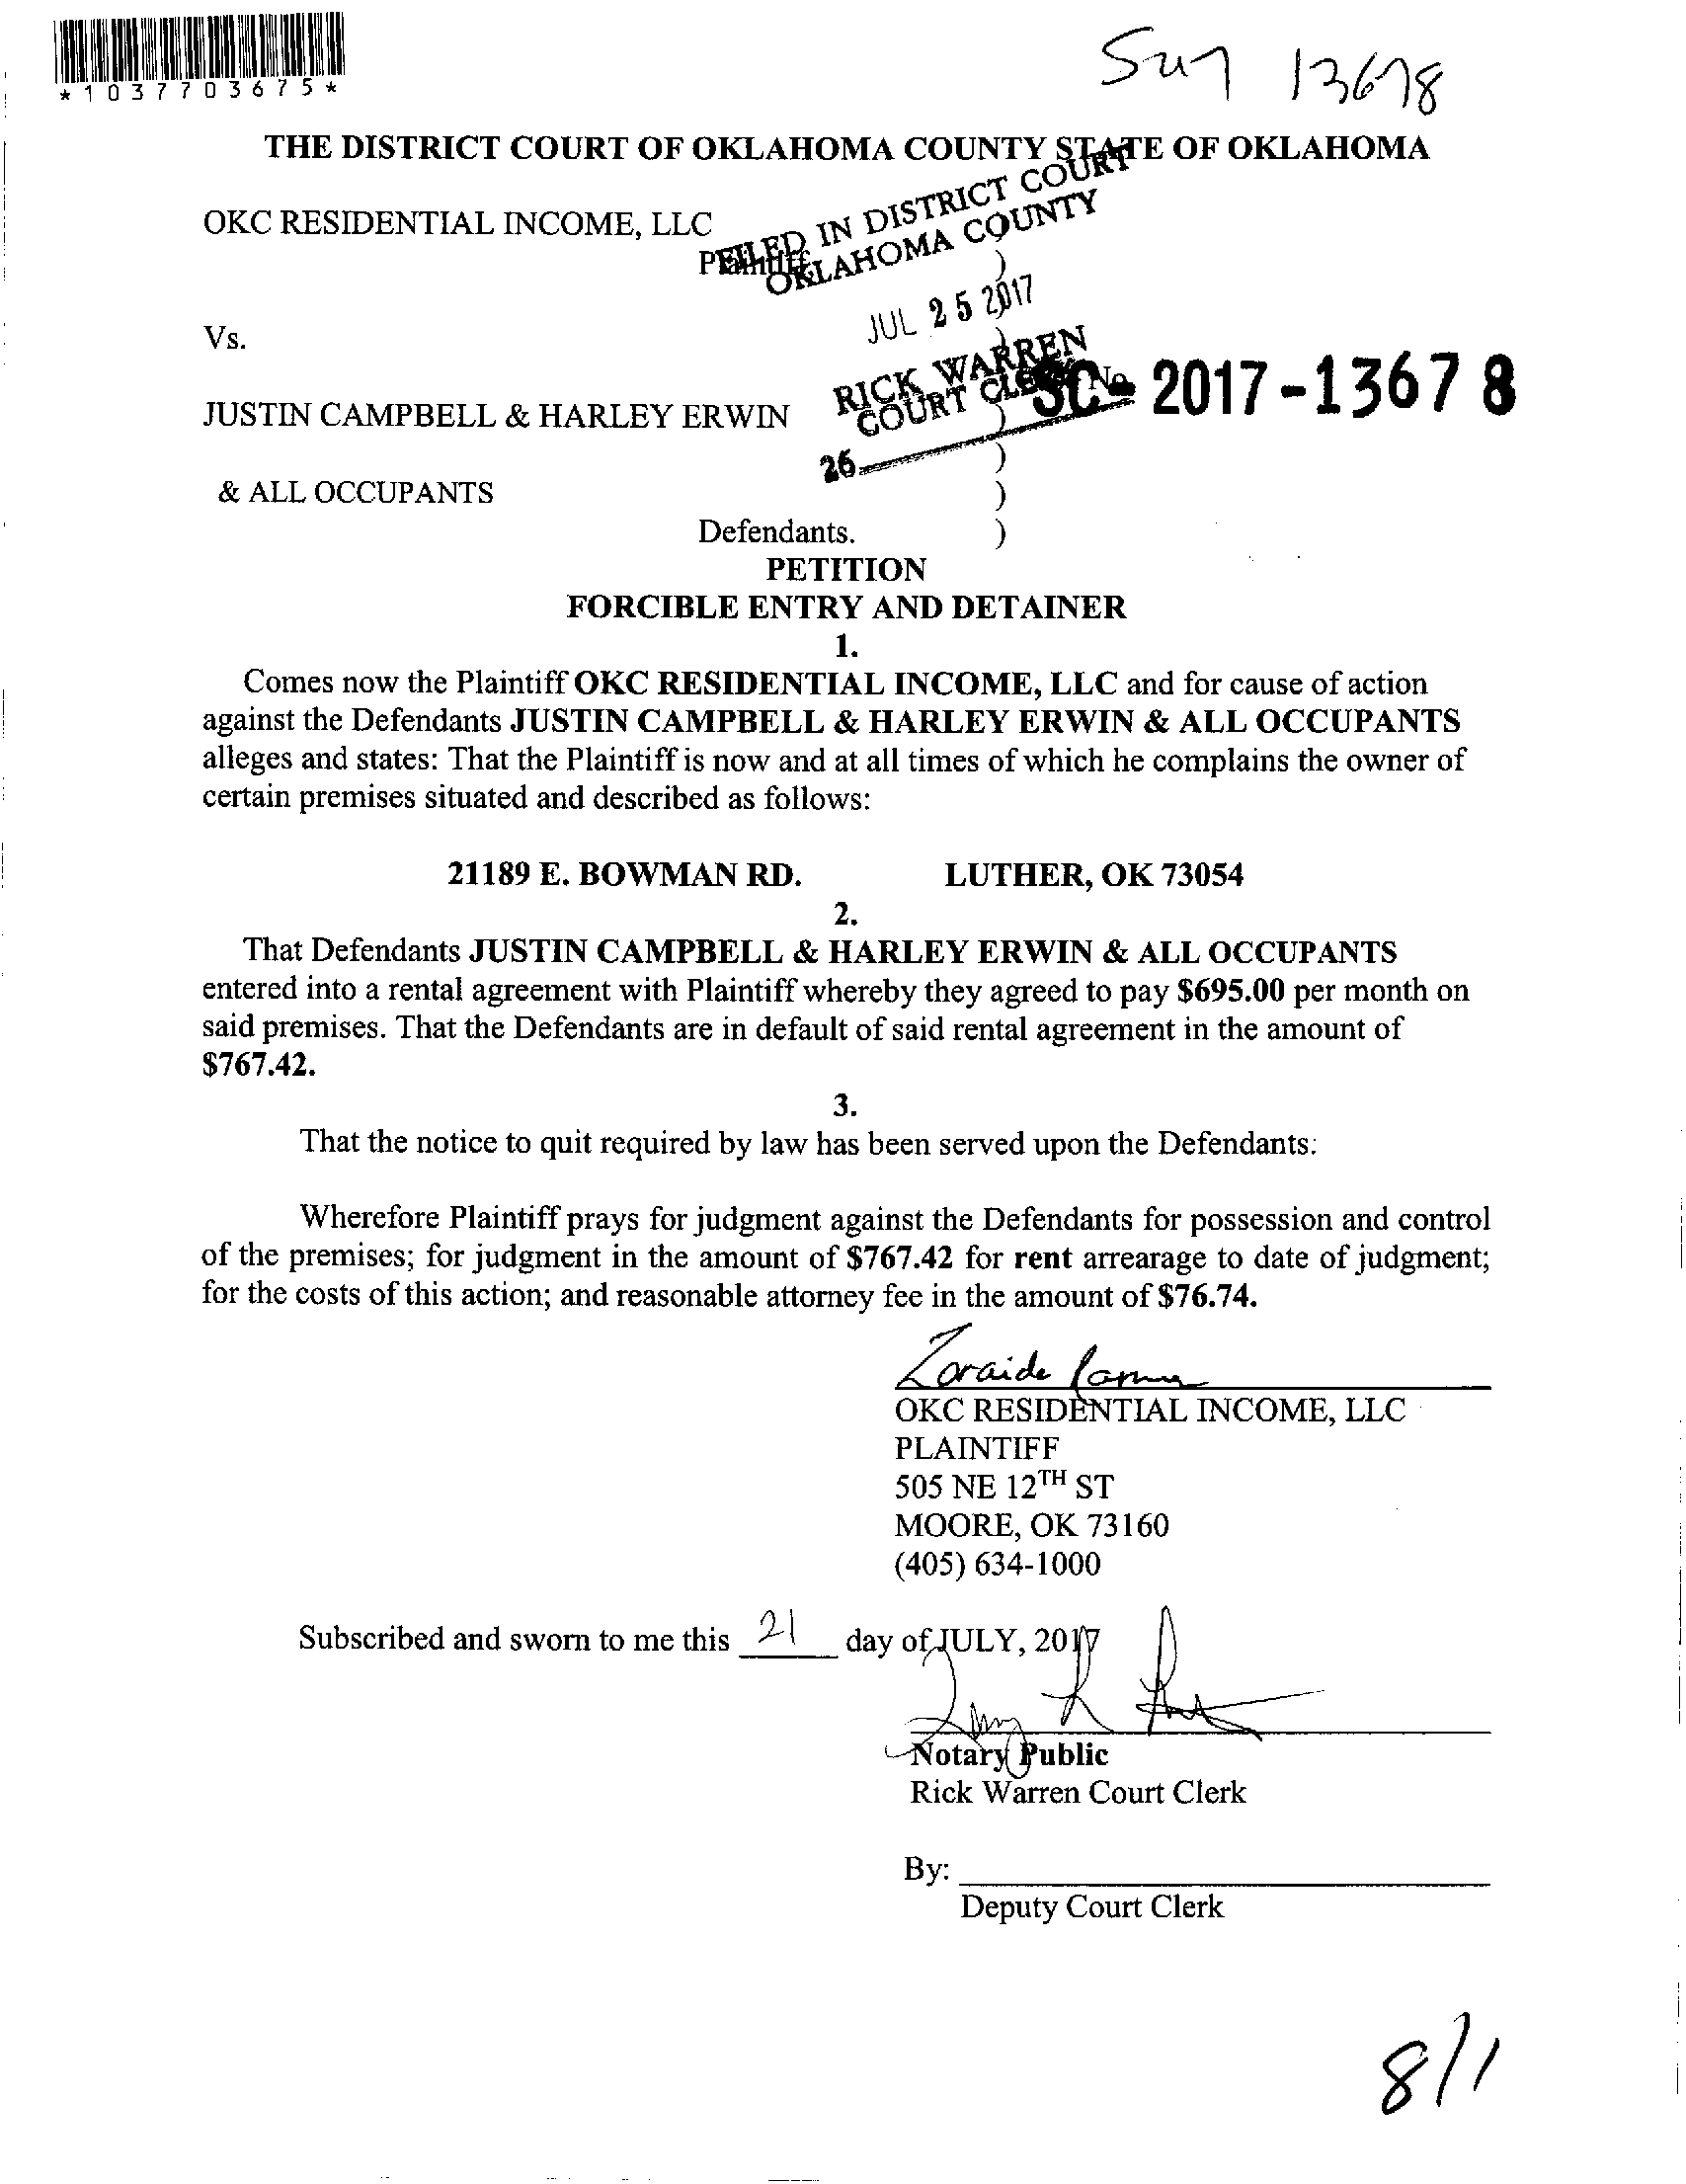 *1037703675*
13678
THE DISTRICT COURT OF OKLAHOMA COUNTY STATE OF OKLAHOMA
OKC RESIDENTIAL INCOME, LLC
Plaintiff,
FILED IN DISTRICT COURT
OKLAHOMA COUNTY
)
JUL 25 2017
)
Vs.
RICK WARREN
COURT CLERK
SC- No. 2017-13678
JUSTIN CAMPBELL & HARLEY ERWIN
)
26
)
& ALL OCCUPANTS )
Defendants. )
PETITION
FORCIBLE ENTRY AND DETAINER
1.
Comes now the Plaintiff OKC RESIDENTIAL INCOME, LLC and for cause of action
against the Defendants JUSTIN CAMPBELL & HARLEY ERWIN & ALL OCCUPANTS
alleges and states: That the Plaintiff is now and at all times of which he complains the owner of
certain premises situated and described as follows:
21189 E. BOWMAN RD. LUTHER, OK 73054
2.
That Defendants JUSTIN CAMPBELL & HARLEY ERWIN & ALL OCCUPANTS
entered into a rental agreement with Plaintiff whereby they agreed to pay $695.00 per month on
said premises. That the Defendants are in default of said rental agreement in the amount of
$767.42.
3.
That the notice to quit required by law has been served upon the Defendants:
Wherefore Plaintiff prays for judgment against the Defendants for possession and control
of the premises; for judgment in the amount of $767.42 for rent arrearage to date of judgment;
for the costs of this action; and reasonable attorney fee in the amount of $76.74.
Zoraide
OKC RESIDENTIAL INCOME, LLC
PLAINTIFF
505 NE 12TH ST
MOORE, OK 73160
(405) 634-1000
Subscribed and sworn to me this 21 day of JULY, 2017
Notary Public
Rick Warren Court Clerk
By:
Deputy Court Clerk
8/1